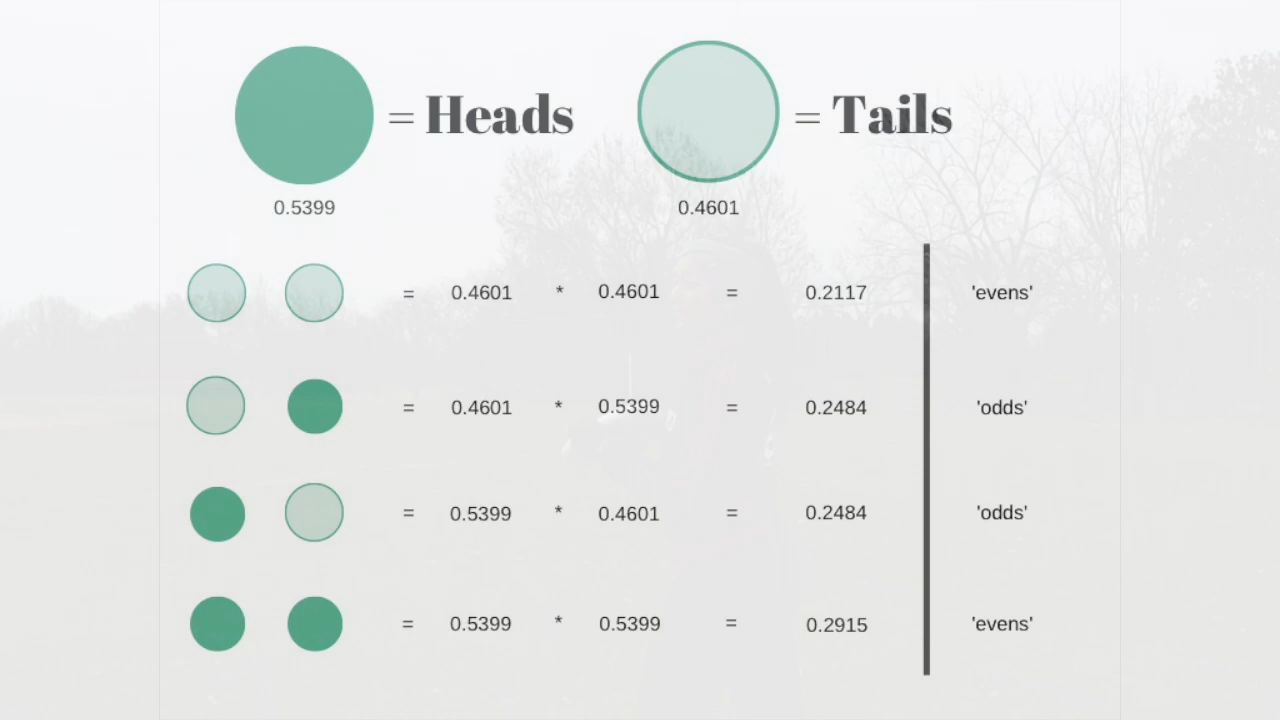 = Heads = Tails
0.5399 0.4601
= 0.4601 * 0.4601 = 0.2117 'evens'
= 0.4601 * 0.5399 = 0.2484 'odds'
= 0.5399 * 0.4601 = 0.2484 'odds'
= 0.5399 * 0.5399 = 0.2915 'evens'